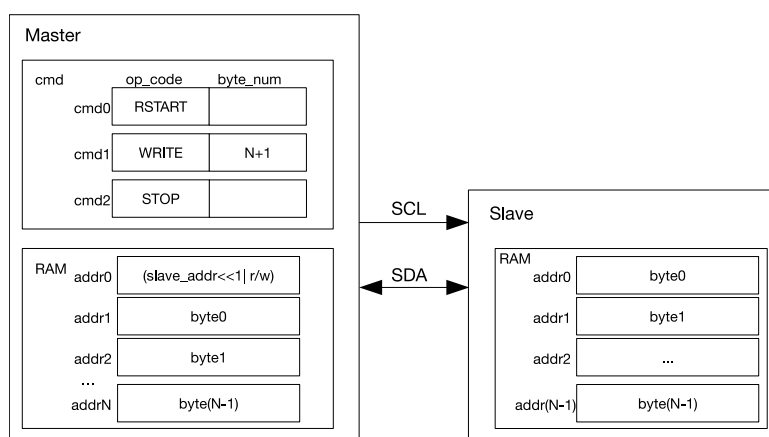 Master
cmd op_code byte_num
cmd0 RSTART
cmd1 WRITE N+1
cmd2 STOP
RAM
addr0 (slave_addr<<1| r/w)
addr1 byte0
addr2 byte1
...
addrN byte(N-1)
SCL
SDA
Slave
RAM
addr0 byte0
addr1 byte1
addr2 ...
addr(N-1) byte(N-1)